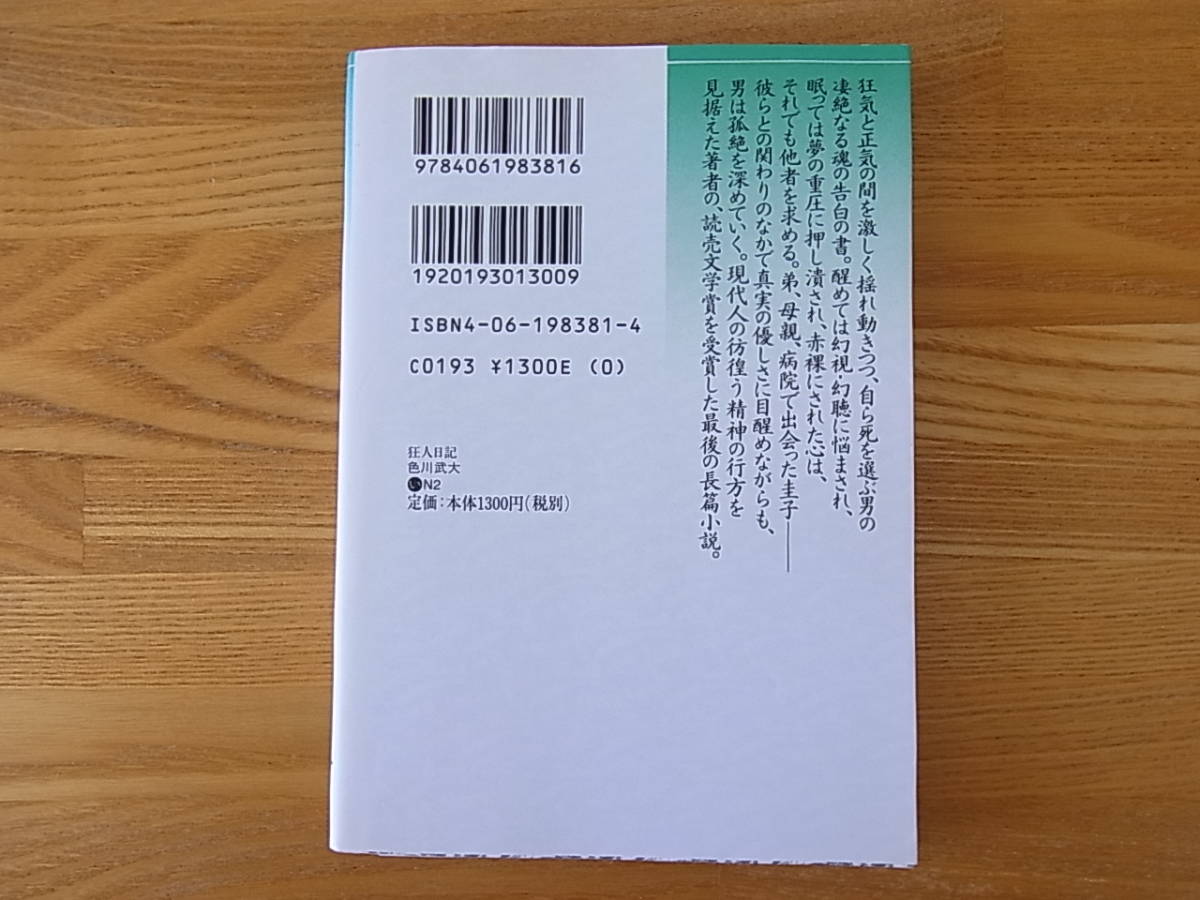 狂気と正気の間を激しく揺れ動きつつ、自ら死を選ぶ男の
凄絶なる魂の告白の書。醒めては幻視・幻聴に悩まされ、
眠っては夢の重圧に押し潰され、赤裸にされた心は、
それでも他者を求める。弟、母親、病院で出会った圭子――
彼らとの関わりのなかで真実の優しさに目醒めながらも、
男は孤絶を深めていく。現代人の彷徨う精神の行方を
見据えた著者の、読売文学賞を受賞した最後の長篇小説。
9784061983816
1920193013009
ISBN4-06-198381-4
C0193 ¥1300E (0)
狂人日記
色川武大
いN2
定価:本体1300円(税別)